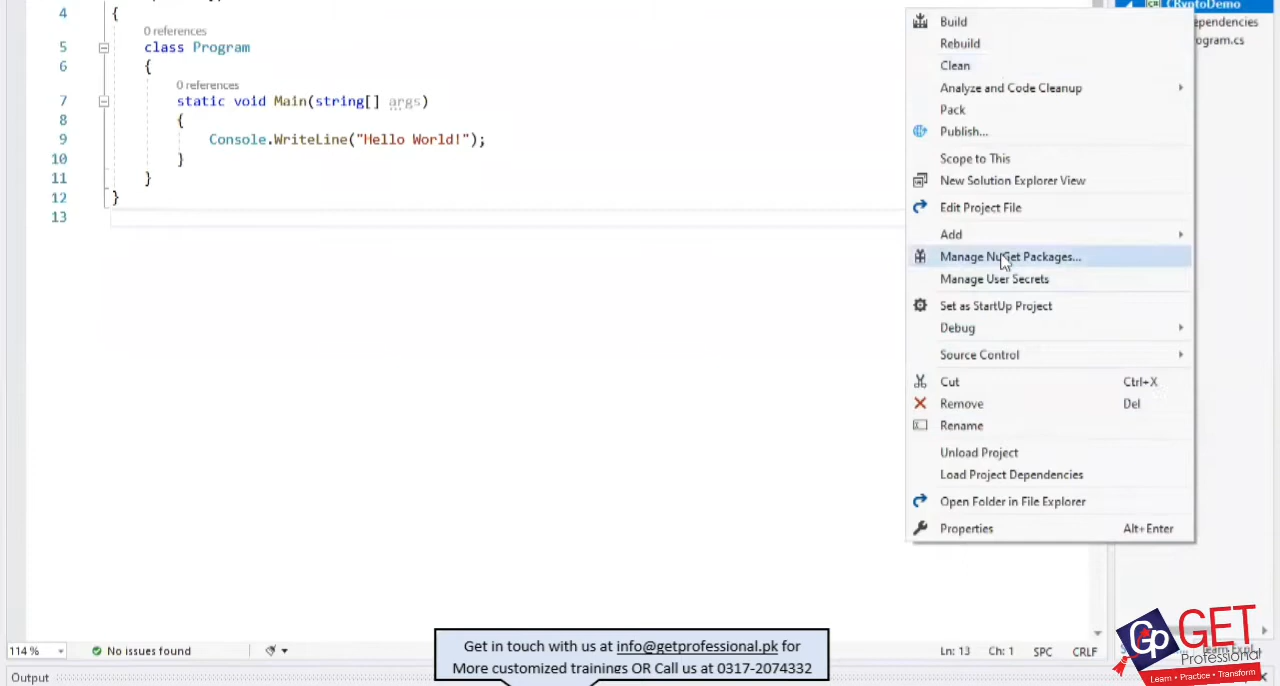 CRyptoDemo
4
{
0 references
5
class Program
6
{
0 references
7
static void Main(string[] args)
8
{
9
Console.WriteLine("Hello World!");
10
}
11
}
12
}
13
Build
Rebuild
Clean
Analyze and Code Cleanup
Pack
Publish...
Scope to This
New Solution Explorer View
Edit Project File
Add
Manage NuGet Packages...
Manage User Secrets
Set as StartUp Project
Debug
Source Control
Cut Ctrl+X
Remove Del
Rename
Unload Project
Load Project Dependencies
Open Folder in File Explorer
Properties Alt+Enter
ependencies
ogram.cs
114 %
No issues found
Ln: 13 Ch: 1 SPC CRLF
Output
Get in touch with us at info@getprofessional.pk for
More customized trainings OR Call us at 0317-2074332
Gp
GET
Professional
Learn • Practice • Transform